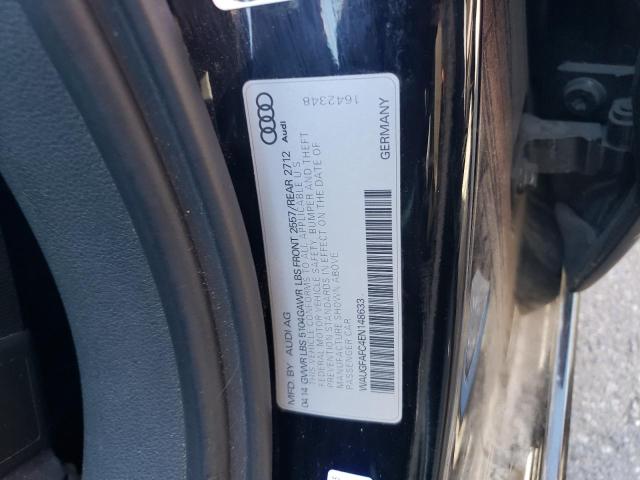 1642348
Audi
GERMANY
MFD. BY AUDI AG
04 14 GVWR LBS 5104 GAWR LBS FRONT 2557/REAR 2712
THIS VEHICLE CONFORMS TO ALL APPLICABLE U S
FEDERAL MOTOR VEHICLE SAFETY, BUMPER AND THEFT
PREVENTION STANDARDS IN EFFECT ON THE DATE OF
MANUFACTURE SHOWN ABOVE
PASSENGER CAR
WAUGFAFC4EN148633